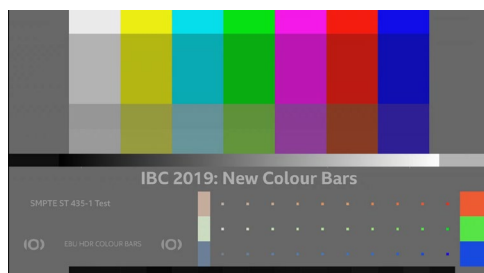 IBC 2019: New Colour Bars
SMPTE ST 435-1 Test
EBU HDR COLOUR BARS